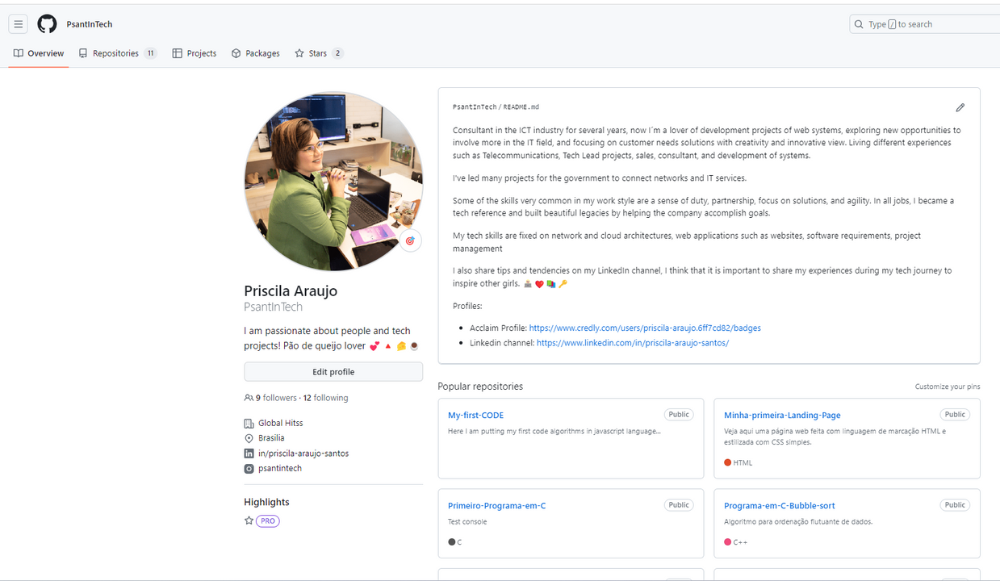 PsantInTech
Type / to search
Overview
Repositories 11
Projects
Packages
Stars 2
PsantInTech / README.md
Consultant in the ICT industry for several years, now I´m a lover of development projects of web systems, exploring new opportunities to
involve more in the IT field, and focusing on customer needs solutions with creativity and innovative view. Living different experiences
such as Telecommunications, Tech Lead projects, sales, consultant, and development of systems.
I've led many projects for the government to connect networks and IT services.
Some of the skills very common in my work style are a sense of duty, partnership, focus on solutions, and agility. In all jobs, I became a
tech reference and built beautiful legacies by helping the company accomplish goals.
My tech skills are fixed on network and cloud architectures, web applications such as websites, software requirements, project
management
I also share tips and tendencies on my LinkedIn channel, I think that it is important to share my experiences during my tech journey to
inspire other girls.
Profiles:
Acclaim Profile: https://www.credly.com/users/priscila-araujo.6ff7cd82/badges
Linkedin channel: https://www.linkedin.com/in/priscila-araujo-santos/
Priscila Araujo
PsantInTech
I am passionate about people and tech
projects! Pão de queijo lover 💕 🔺 🧀 ☕
Edit profile
9 followers · 12 following
Global Hitss
Brasilia
in/priscila-araujo-santos
psantintech
Highlights
PRO
Popular repositories
Customize your pins
My-first-CODE
Public
Here I am putting my first code algorithms in javascript language...
Minha-primeira-Landing-Page
Public
Veja aqui uma página web feita com linguagem de marcação HTML e
estilizada com CSS simples.
HTML
Primeiro-Programa-em-C
Public
Test console
C
Programa-em-C-Bubble-sort
Public
Algoritmo para ordenação flutuante de dados.
C++